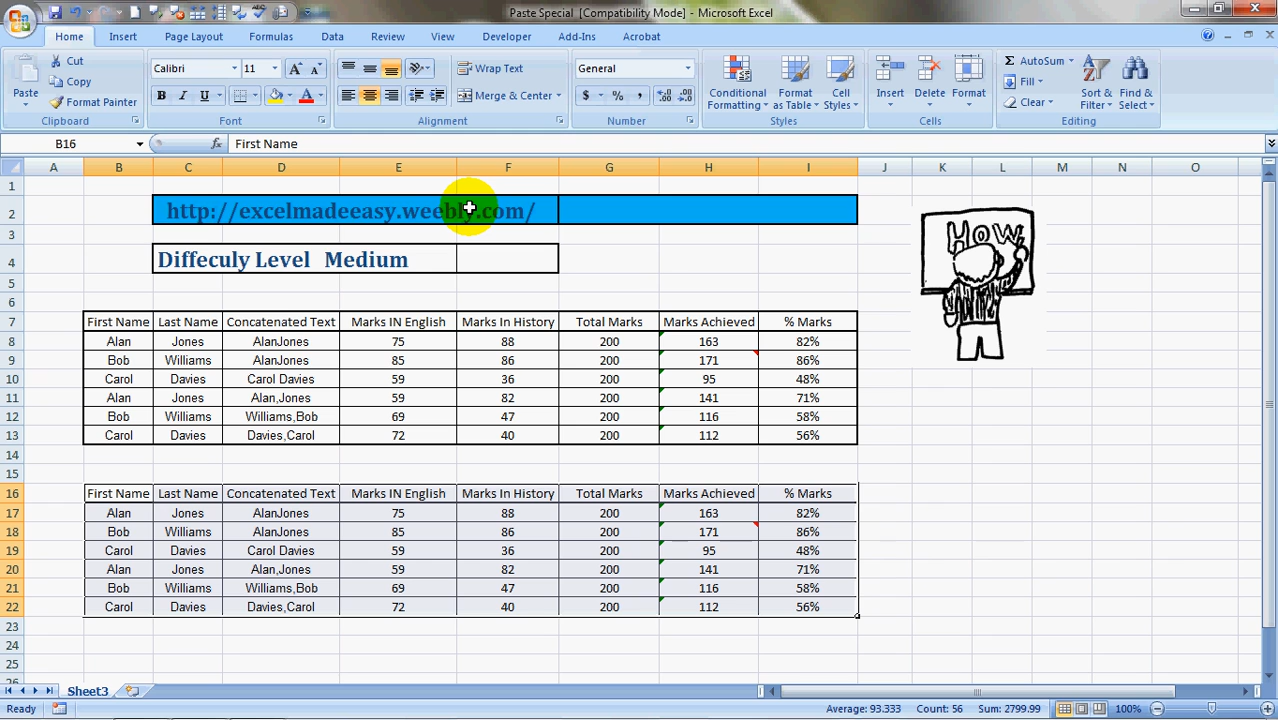 Paste Special [Compatibility Mode] - Microsoft Excel
Home Insert Page Layout Formulas Data Review View Developer Add-Ins Acrobat
Paste Cut Copy Format Painter Clipboard
Calibri 11 B I U A A A Font
Wrap Text Merge & Center Alignment
General $ % , Number
Conditional Formatting Format as Table Cell Styles Styles
Insert Delete Format Cells
Σ AutoSum Fill Clear Sort & Filter Find & Select Editing
B16 fx First Name
A B C D E F G H I J K L M N O
1
2 http://excelmadeeasy.weebly.com/
HOW
3
4 Diffeculy Level Medium
5
6
7 First Name Last Name Concatenated Text Marks IN English Marks In History Total Marks Marks Achieved % Marks
8 Alan Jones AlanJones 75 88 200 163 82%
9 Bob Williams AlanJones 85 86 200 171 86%
10 Carol Davies Carol Davies 59 36 200 95 48%
11 Alan Jones Alan,Jones 59 82 200 141 71%
12 Bob Williams Williams,Bob 69 47 200 116 58%
13 Carol Davies Davies,Carol 72 40 200 112 56%
14
15
16 First Name Last Name Concatenated Text Marks IN English Marks In History Total Marks Marks Achieved % Marks
17 Alan Jones AlanJones 75 88 200 163 82%
18 Bob Williams AlanJones 85 86 200 171 86%
19 Carol Davies Carol Davies 59 36 200 95 48%
20 Alan Jones Alan,Jones 59 82 200 141 71%
21 Bob Williams Williams,Bob 69 47 200 116 58%
22 Carol Davies Davies,Carol 72 40 200 112 56%
23
24
25
26
Sheet3
Ready Average: 93.333 Count: 56 Sum: 2799.99 100%